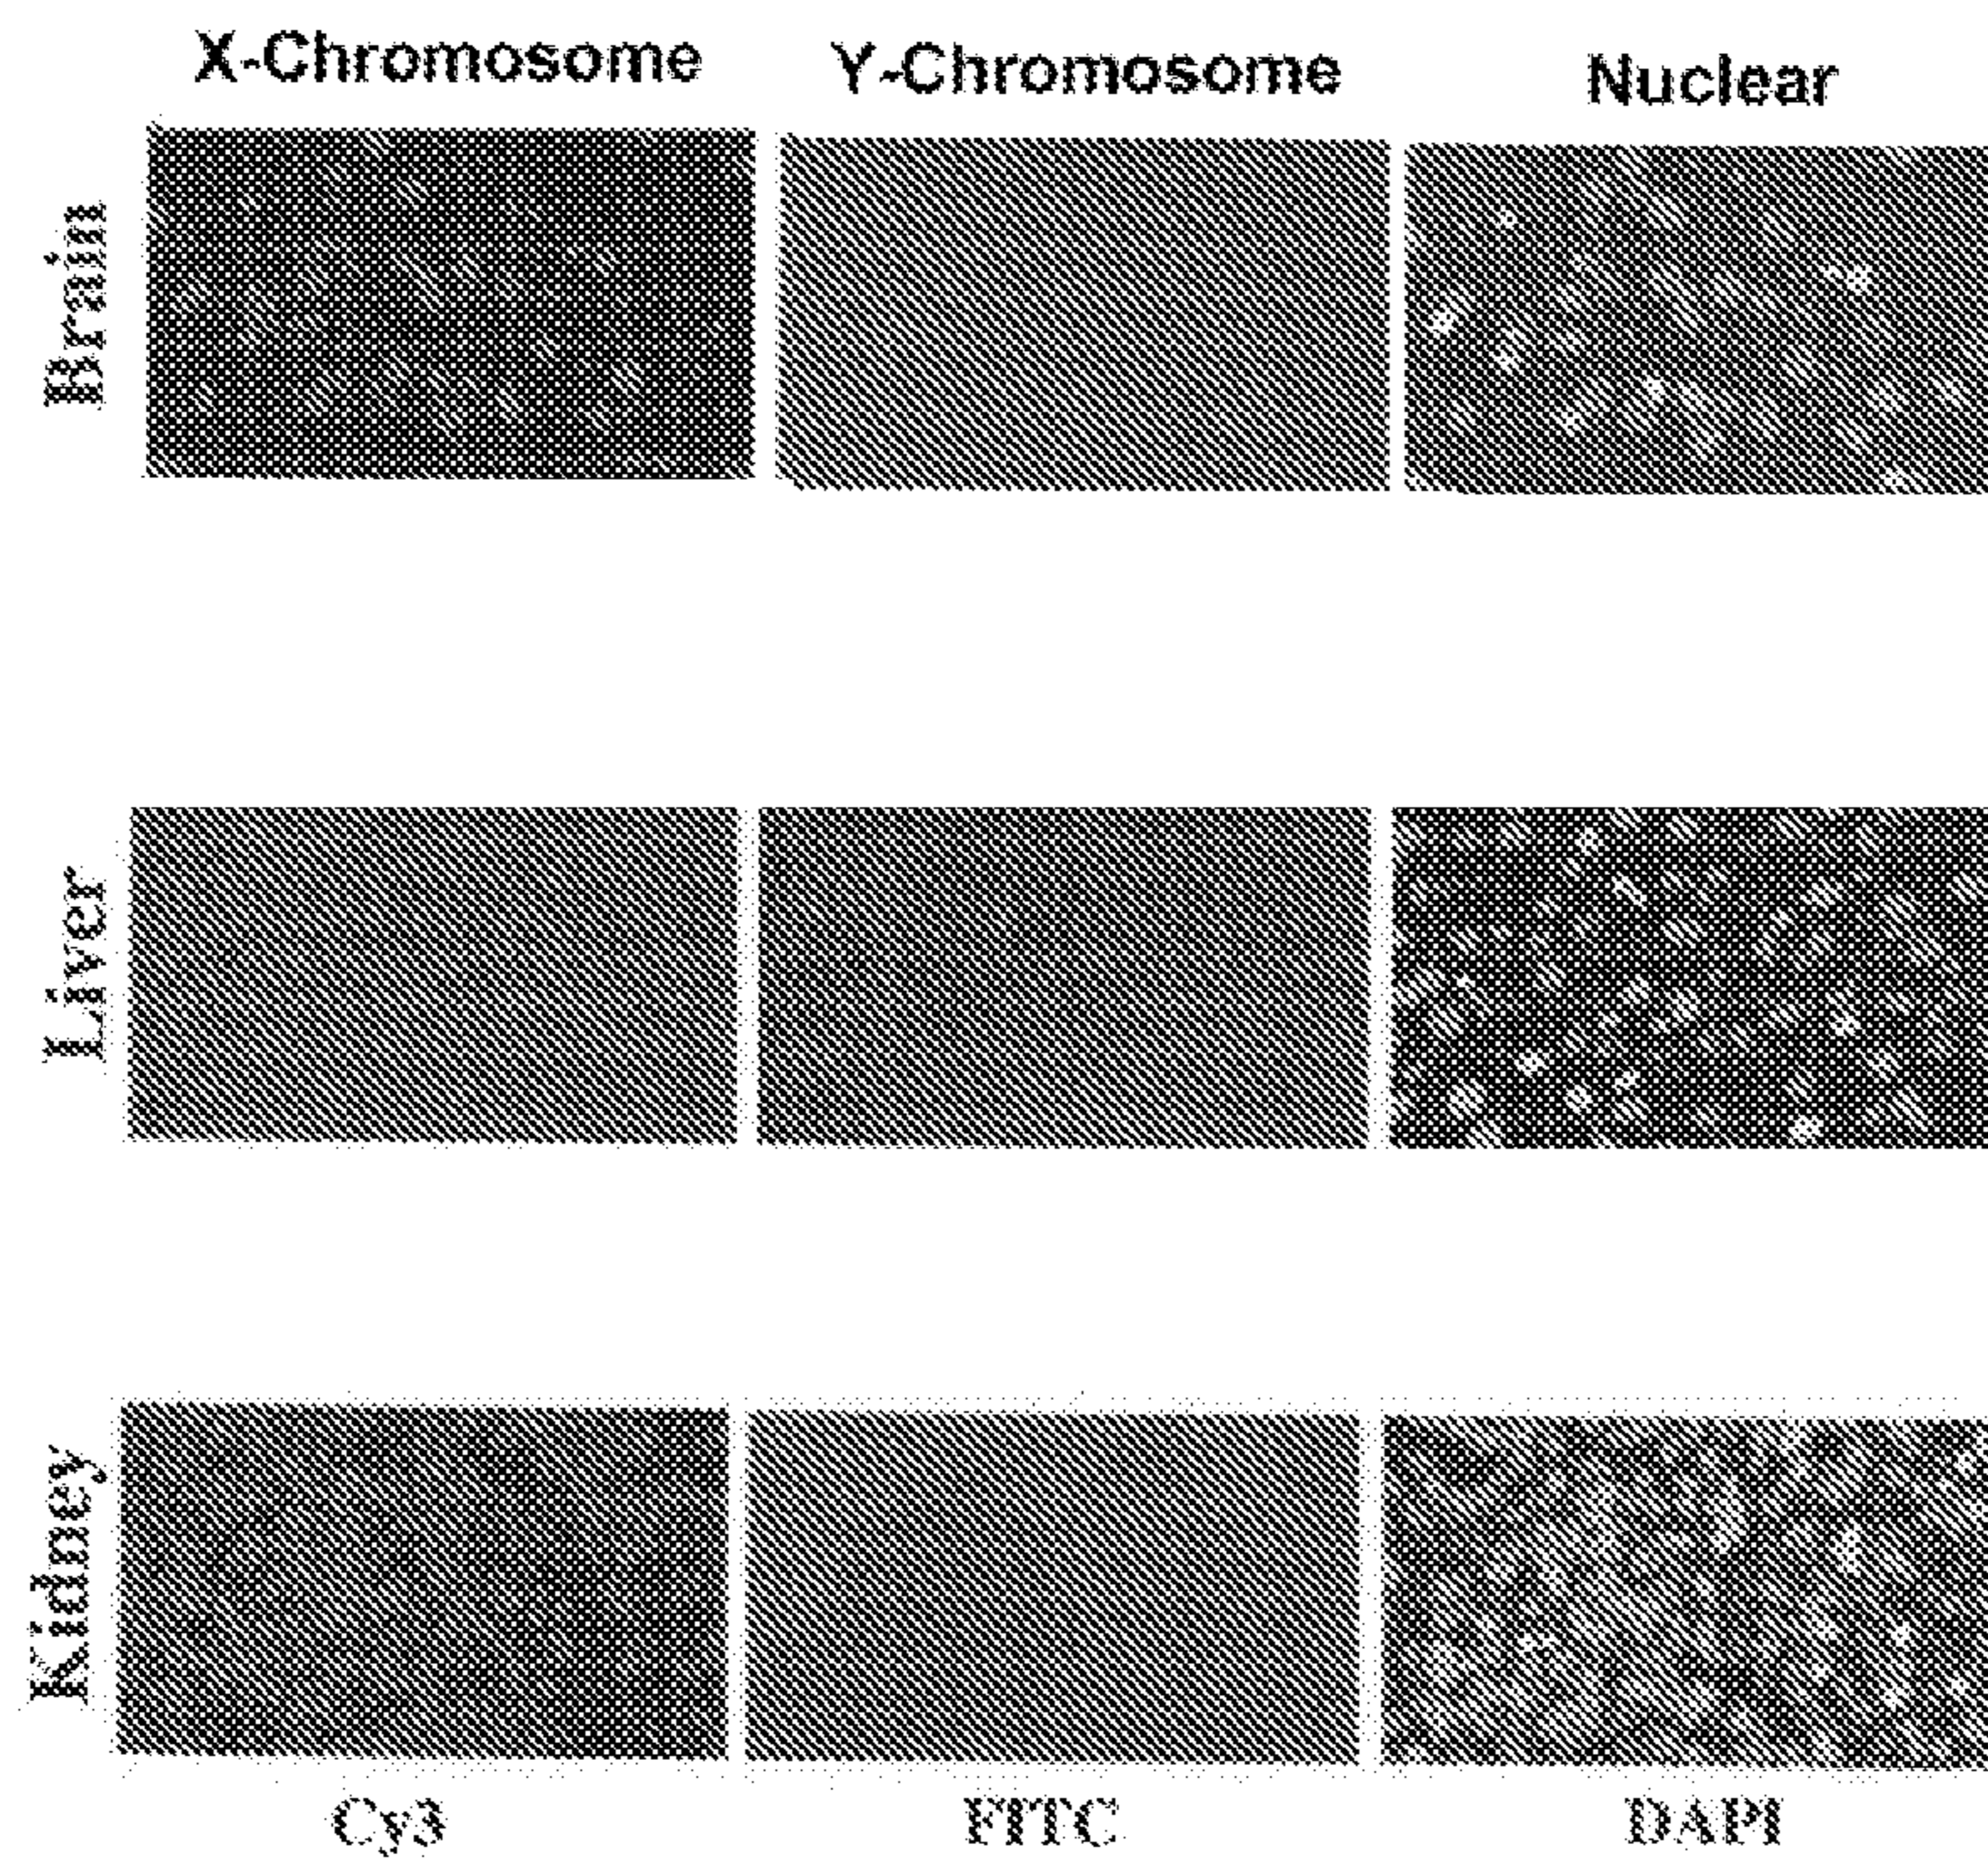 X-Chromosome Y-Chromosome Nuclear
Brain
Liver
Kidney
Cy3 FITC DAPI